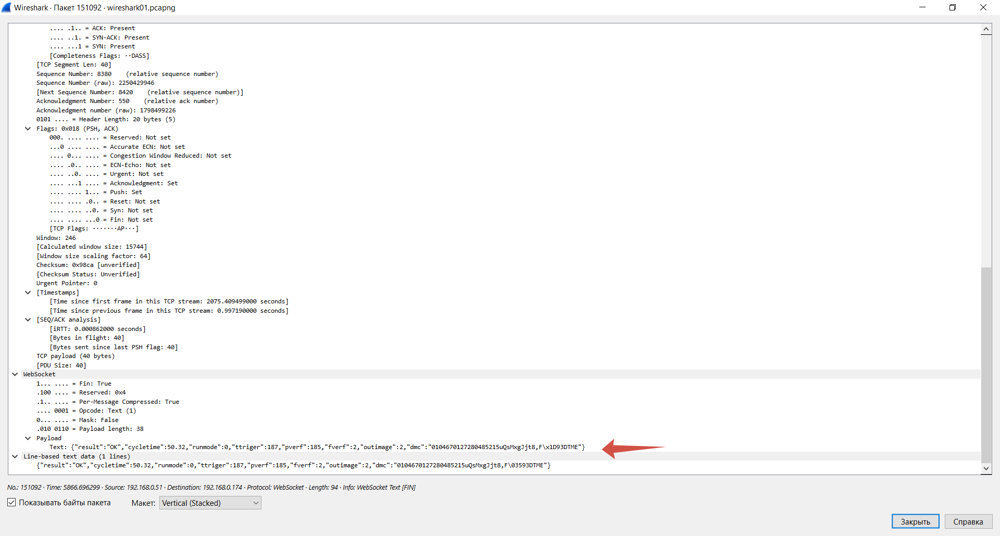 Wireshark · Пакет 151092 · wireshark01.pcapng
.... .1.. = ACK: Present
.... ..1. = SYN-ACK: Present
.... ...1 = SYN: Present
[Completeness Flags: ··DASS]
[TCP Segment Len: 40]
Sequence Number: 8380    (relative sequence number)
Sequence Number (raw): 2250429946
[Next Sequence Number: 8420    (relative sequence number)]
Acknowledgment Number: 550    (relative ack number)
Acknowledgment number (raw): 1798499226
0101 .... = Header Length: 20 bytes (5)
Flags: 0x018 (PSH, ACK)
000. .... .... = Reserved: Not set
...0 .... .... = Accurate ECN: Not set
.... 0... .... = Congestion Window Reduced: Not set
.... .0.. .... = ECN-Echo: Not set
.... ..0. .... = Urgent: Not set
.... ...1 .... = Acknowledgment: Set
.... .... 1... = Push: Set
.... .... .0.. = Reset: Not set
.... .... ..0. = Syn: Not set
.... .... ...0 = Fin: Not set
[TCP Flags: ·······AP···]
Window: 246
[Calculated window size: 15744]
[Window size scaling factor: 64]
Checksum: 0x98ca [unverified]
[Checksum Status: Unverified]
Urgent Pointer: 0
[Timestamps]
[Time since first frame in this TCP stream: 2075.409499000 seconds]
[Time since previous frame in this TCP stream: 0.997190000 seconds]
[SEQ/ACK analysis]
[iRTT: 0.000862000 seconds]
[Bytes in flight: 40]
[Bytes sent since last PSH flag: 40]
TCP payload (40 bytes)
[PDU Size: 40]
WebSocket
1... .... = Fin: True
.100 .... = Reserved: 0x4
.1.. .... = Per-Message Compressed: True
.... 0001 = Opcode: Text (1)
0... .... = Mask: False
.010 0110 = Payload length: 38
Payload
Text: {"result":"OK","cycletime":50.32,"runmode":0,"ttriger":187,"pverf":185,"fverf":2,"outimage":2,"dmc":"0104670127280485215uQsMxgJjt8,F\x1D93DTME"}
Line-based text data (1 lines)
{"result":"OK","cycletime":50.32,"runmode":0,"ttriger":187,"pverf":185,"fverf":2,"outimage":2,"dmc":"0104670127280485215uQsMxgJjt8,F\03593DTME"}
No.: 151092 · Time: 5866.696299 · Source: 192.168.0.51 · Destination: 192.168.0.174 · Protocol: WebSocket · Length: 94 · Info: WebSocket Text [FIN]
Показывать байты пакета Макет: Vertical (Stacked)
Закрыть Справка